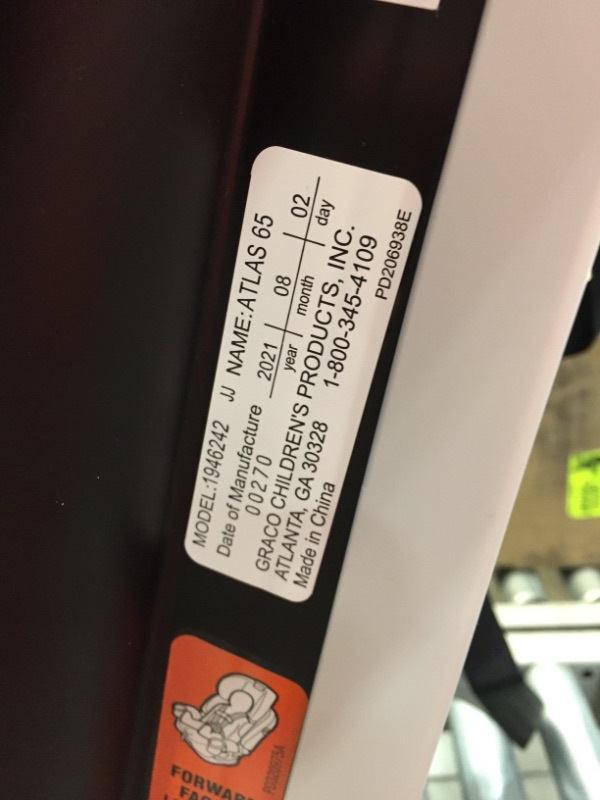 MODEL:1946242 JJ NAME:ATLAS 65
Date of Manufacture 2021 08 02
00270 year month day
GRACO CHILDREN'S PRODUCTS, INC.
ATLANTA, GA 30328 1-800-345-4109
Made in China
PD206938E
FORWARD